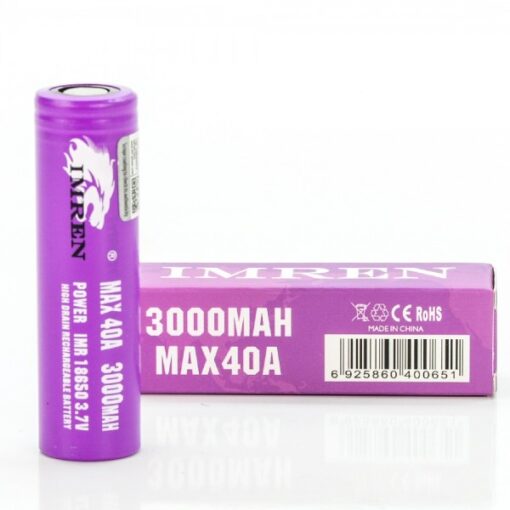 IMREN
®
MAX 40A 3000MAH
POWER IMR 18650 3.7V
HIGH DRAIN RECHARGEABLE BATTERY
IMREN
3000MAH
MAX40A
CE RoHS
MADE IN CHINA
6 925860 400651